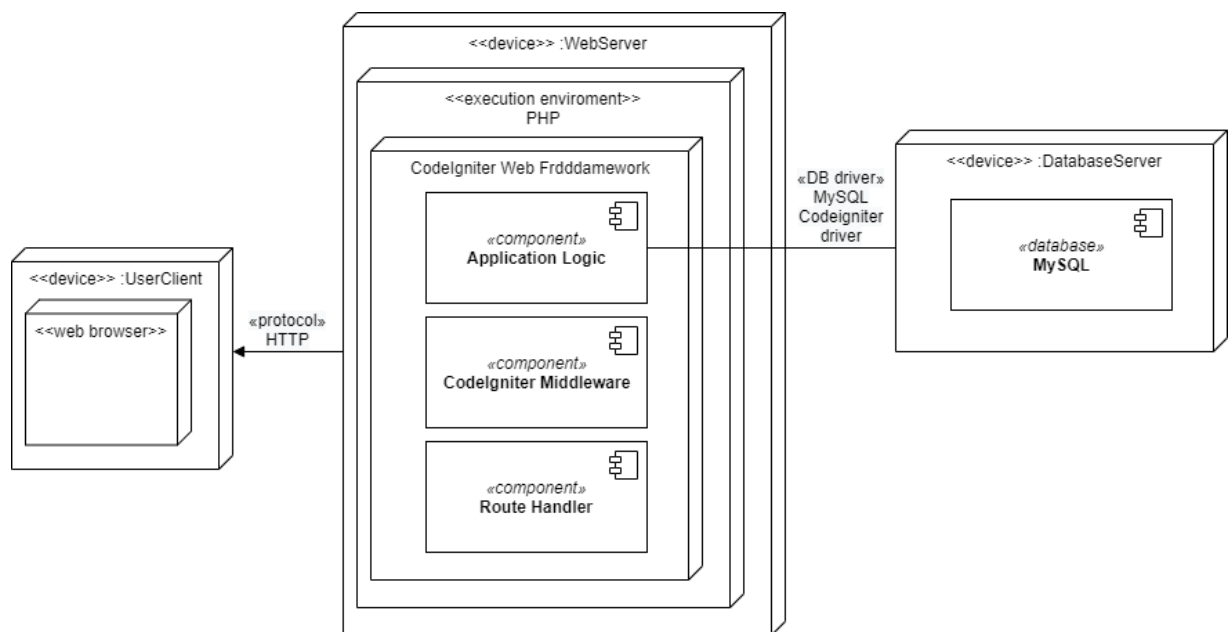 <<device>> :WebServer
<<execution enviroment>>
PHP
CodeIgniter Web Frdddamework
«component»
Application Logic
«component»
CodeIgniter Middleware
«component»
Route Handler
«DB driver»
MySQL
Codeigniter
driver
<<device>> :DatabaseServer
«database»
MySQL
<<device>> :UserClient
<<web browser>>
«protocol»
HTTP